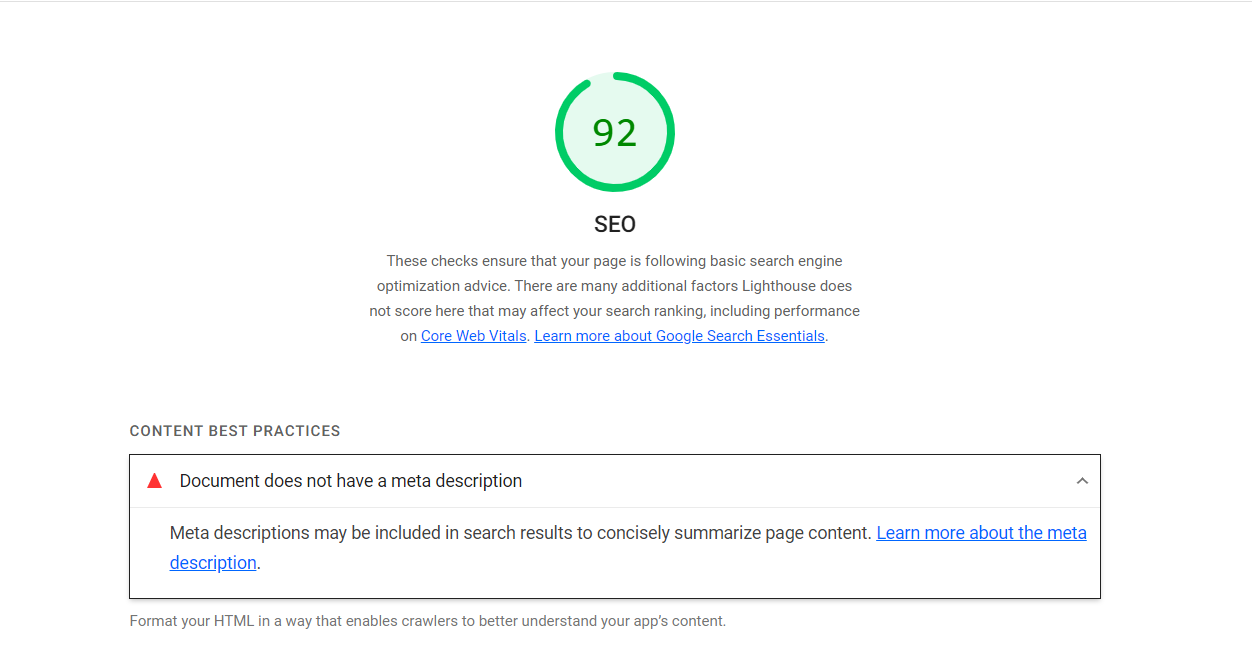 92
SEO
These checks ensure that your page is following basic search engine
optimization advice. There are many additional factors Lighthouse does
not score here that may affect your search ranking, including performance
on Core Web Vitals. Learn more about Google Search Essentials.
CONTENT BEST PRACTICES
Document does not have a meta description
Meta descriptions may be included in search results to concisely summarize page content. Learn more about the meta
description.
Format your HTML in a way that enables crawlers to better understand your app’s content.